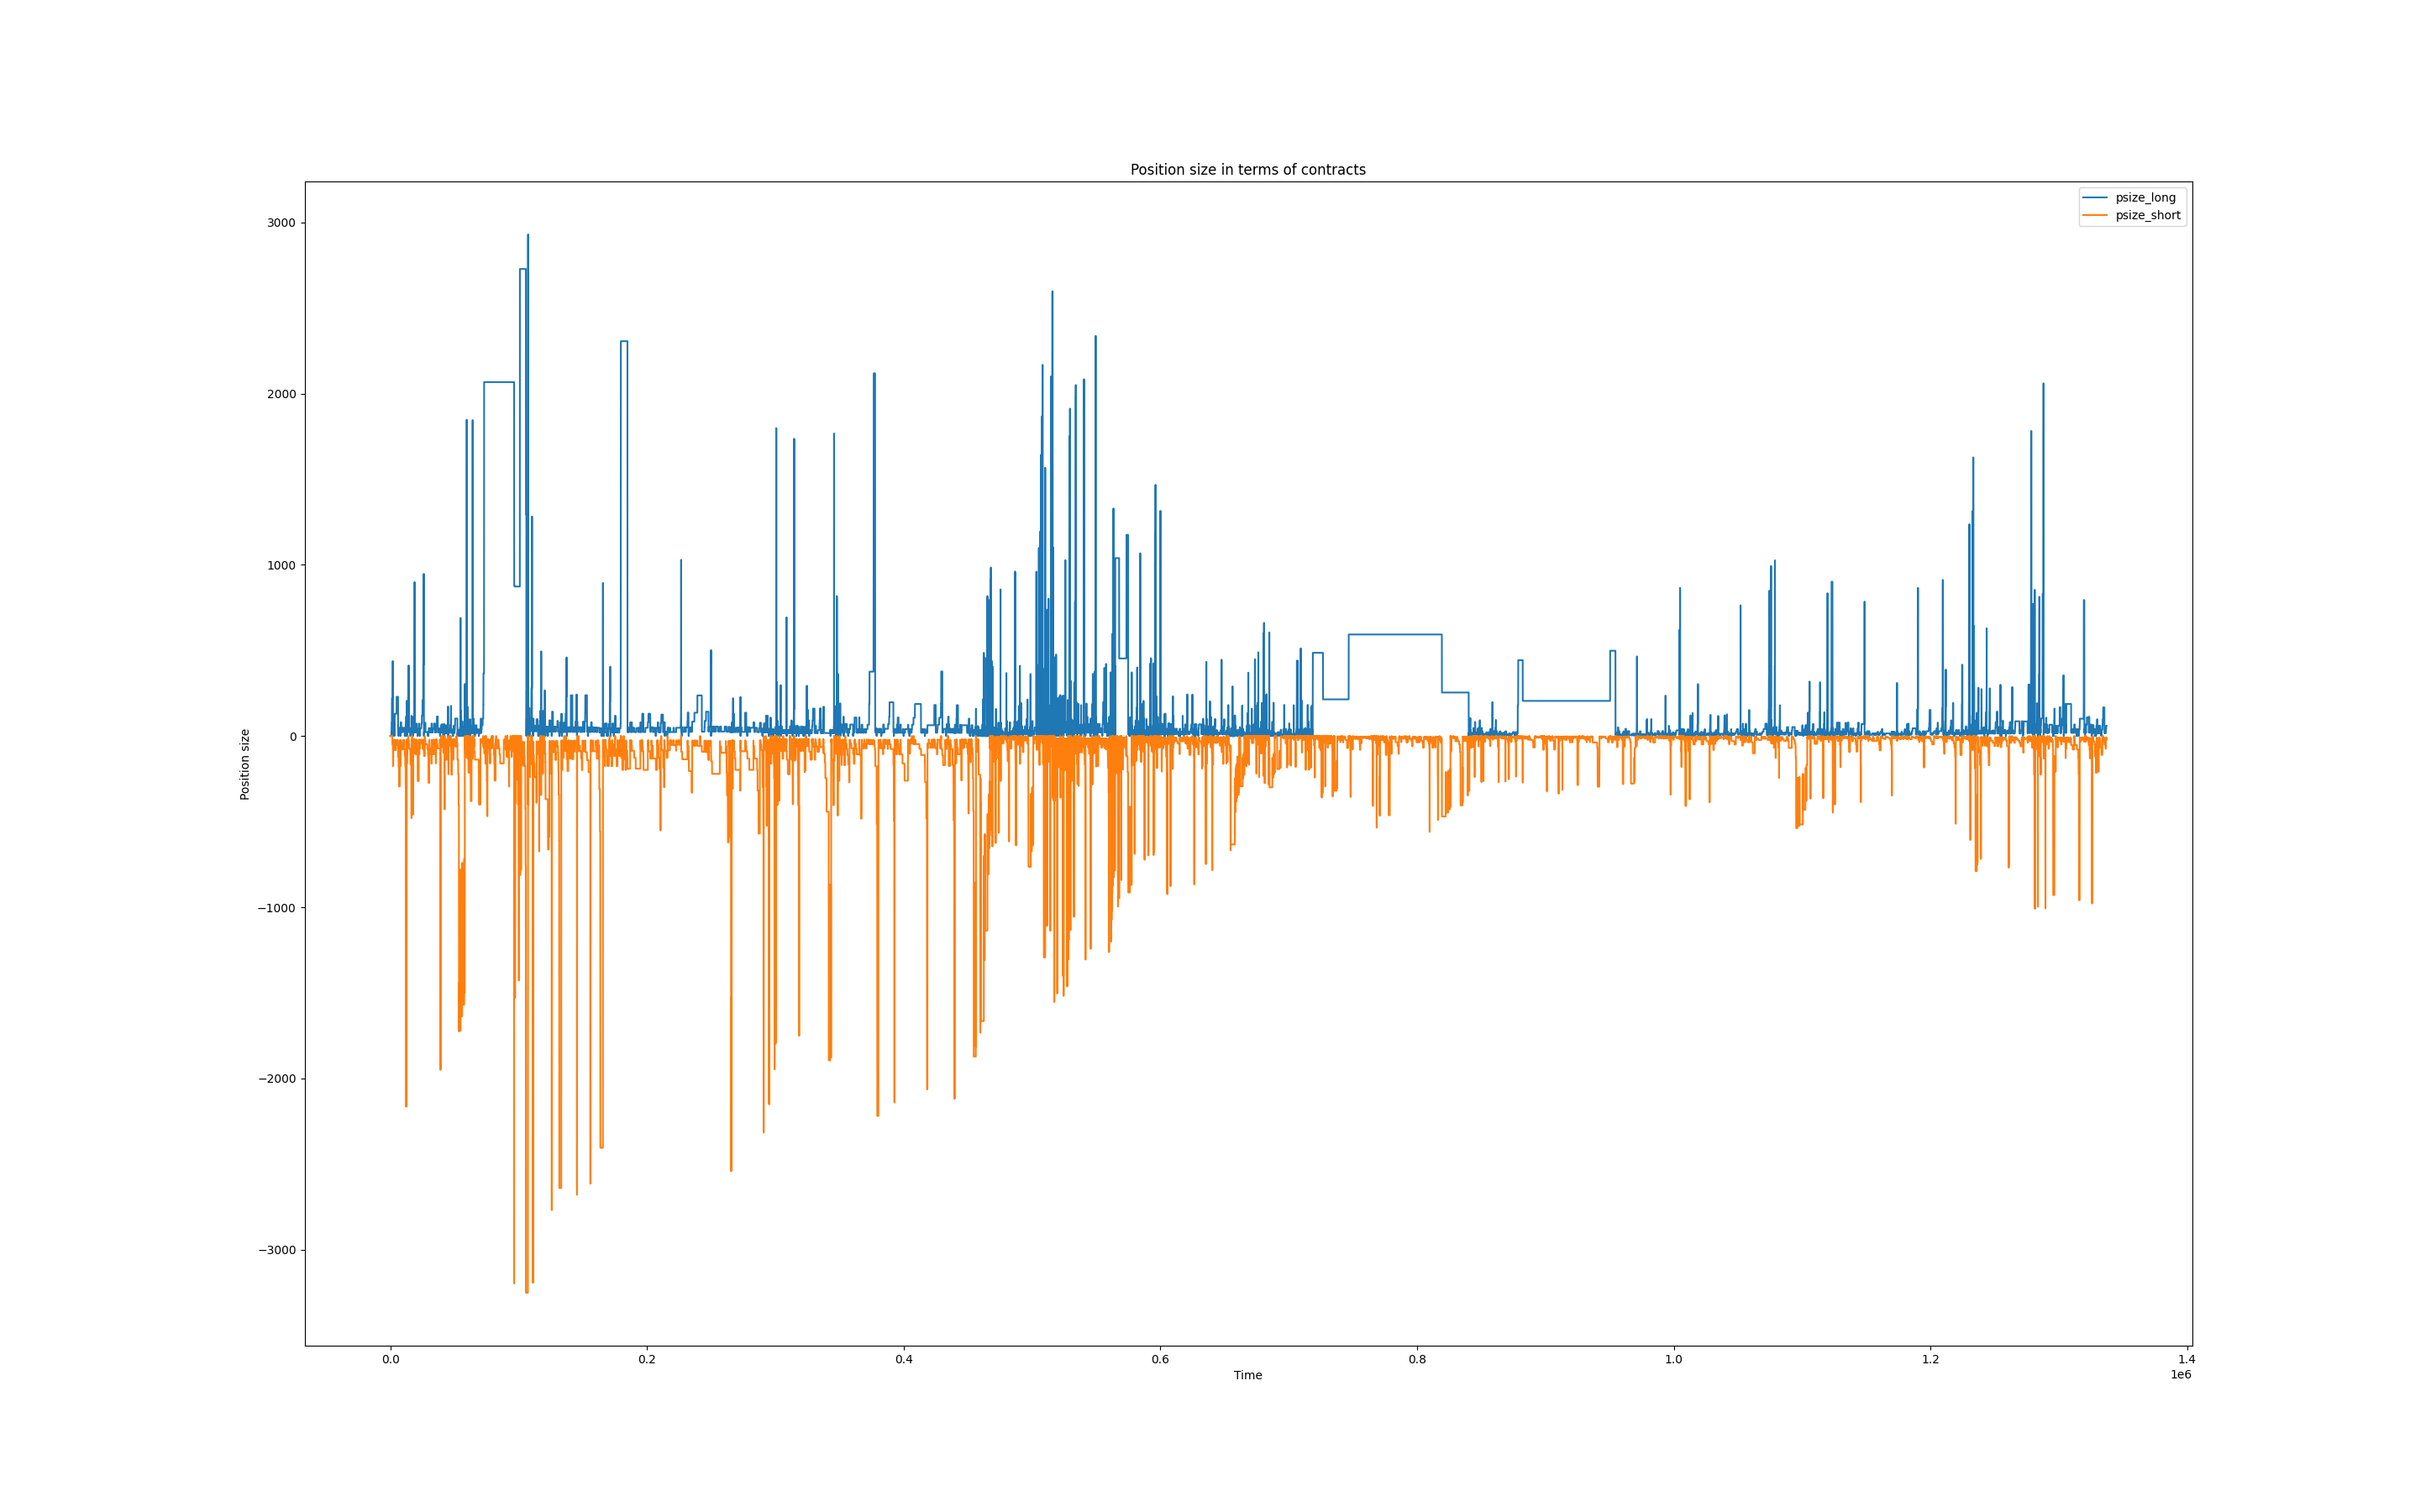 Position size in terms of contracts
psize_long
psize_short
3000
2000
1000
0
−1000
−2000
−3000
Position size
0.0
0.2
0.4
0.6
0.8
1.0
1.2
1.4
Time
1e6